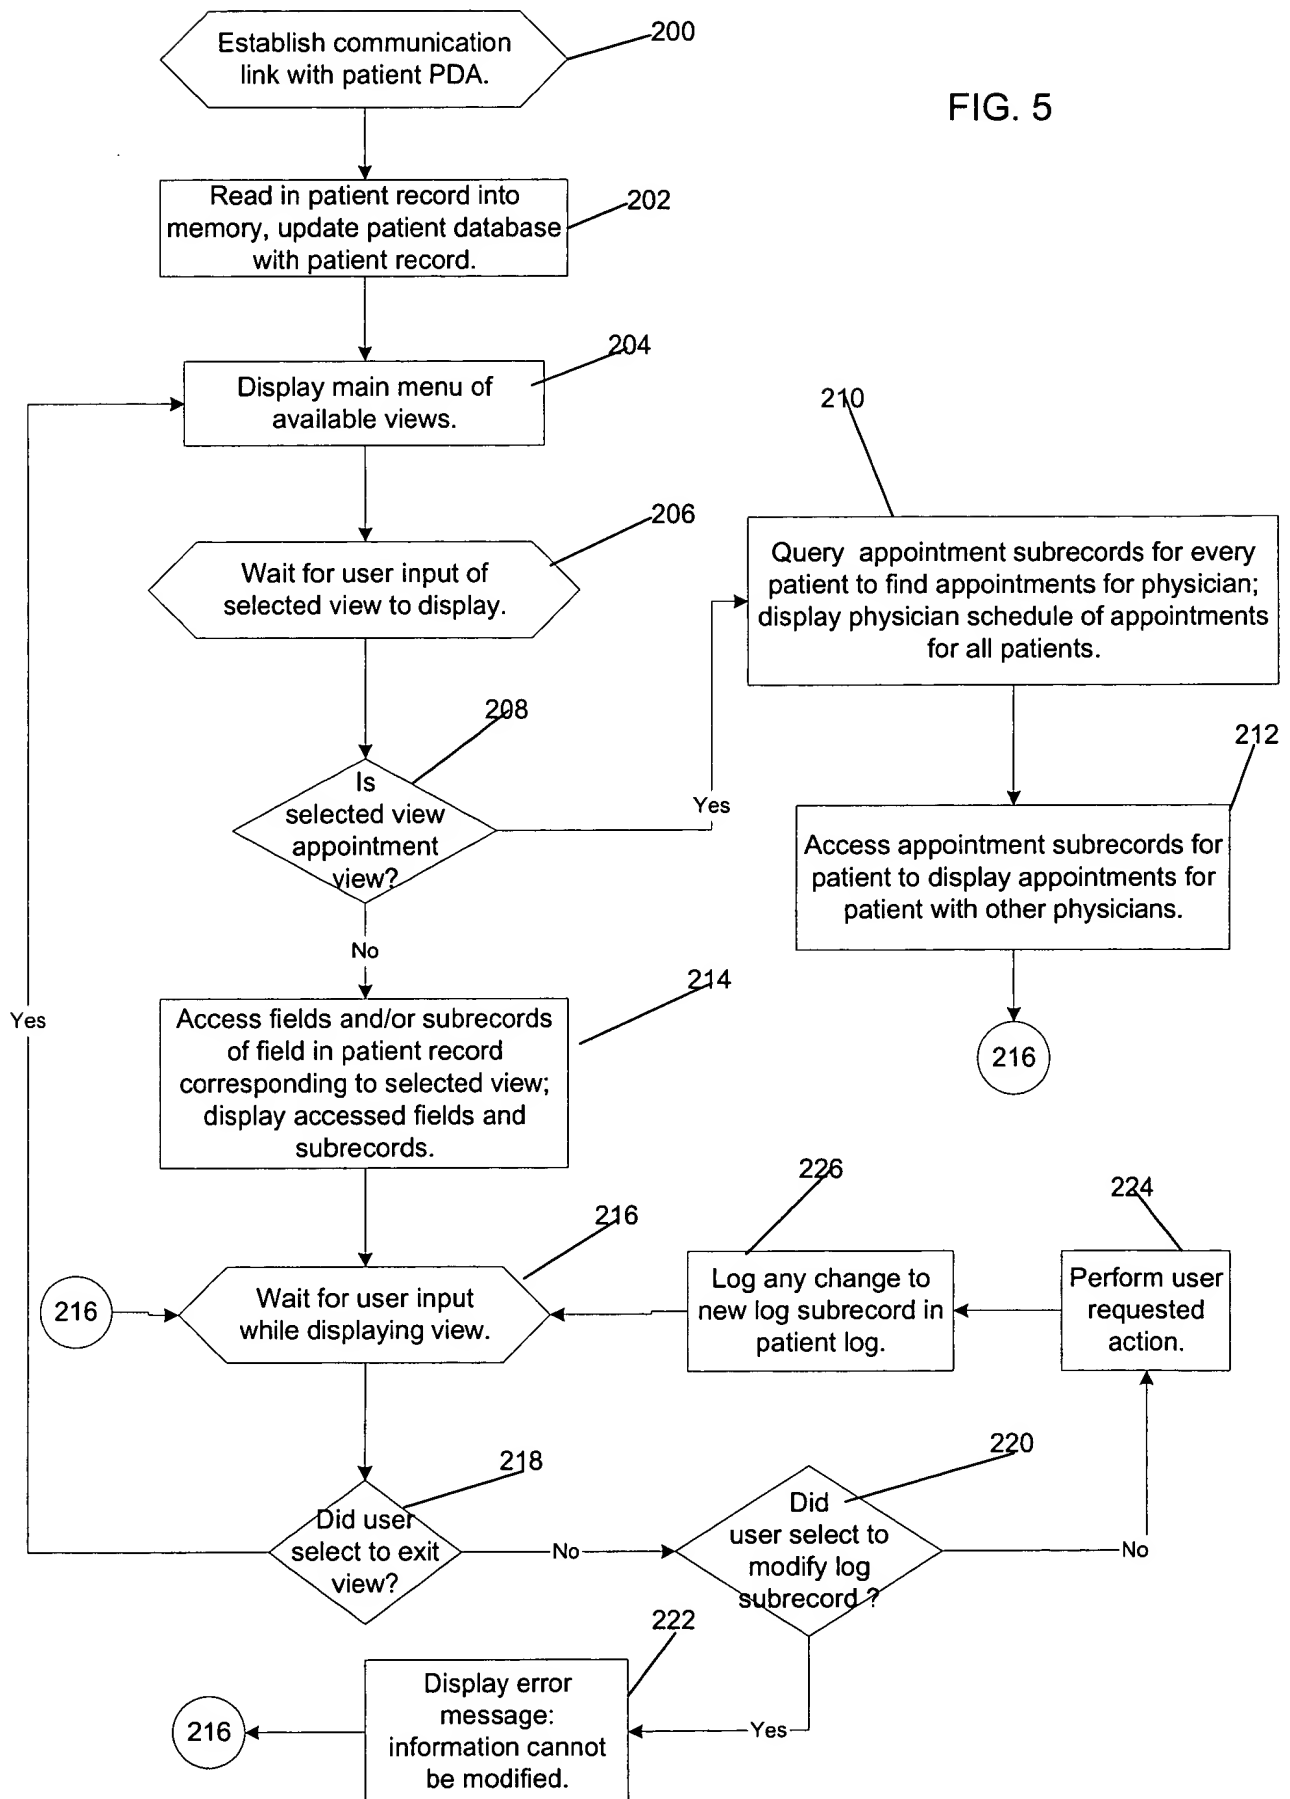 Establish communication
link with patient PDA.
200
FIG. 5
Read in patient record into
memory, update patient database
with patient record.
202
204
Display main menu of
available views.
210
206
Wait for user input of
selected view to display.
Query appointment subrecords for every
patient to find appointments for physician;
display physician schedule of appointments
for all patients.
208
212
Is
selected view
appointment
view?
Yes
Access appointment subrecords for
patient to display appointments for
patient with other physicians.
No
214
Yes
Access fields and/or subrecords
of field in patient record
corresponding to selected view;
display accessed fields and
subrecords.
216
226
224
216
216
Wait for user input
while displaying view.
Log any change to
new log subrecord in
patient log.
Perform user
requested
action.
218
220
Did user
select to exit
view?
No
Did
user select to
modify log
subrecord ?
No
222
Display error
message:
information cannot
be modified.
Yes
216